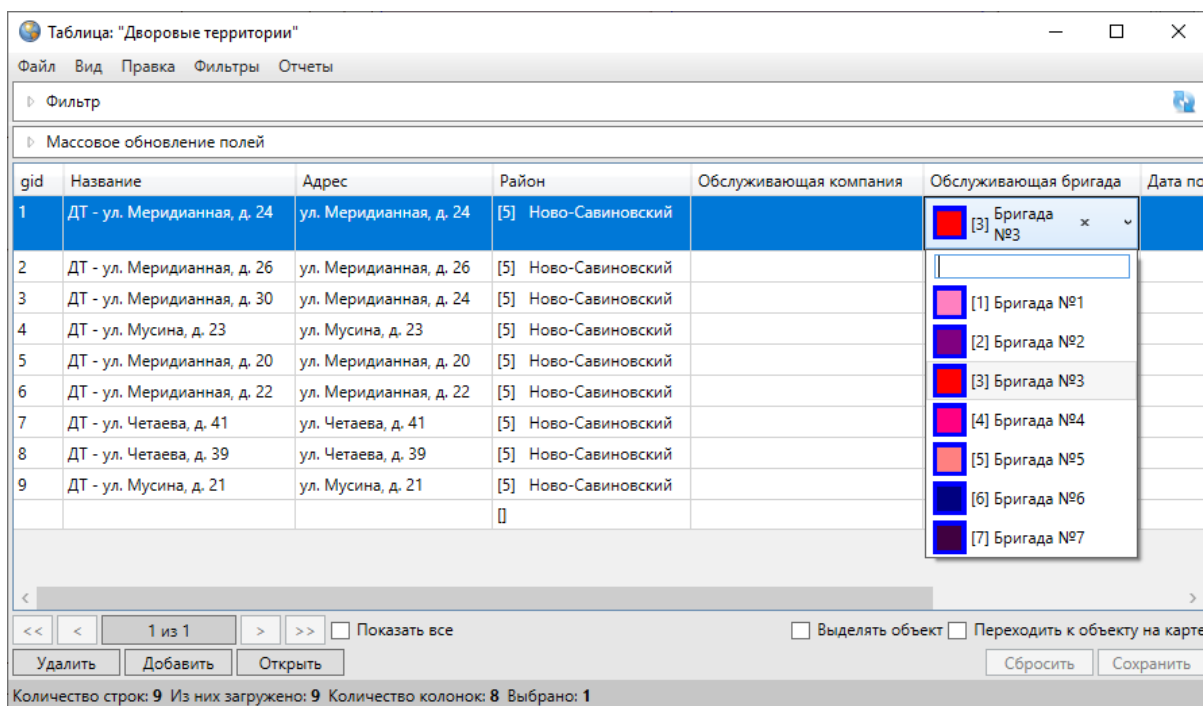 Таблица: "Дворовые территории"
Файл Вид Правка Фильтры Отчеты
Фильтр
Массовое обновление полей
gid Название Адрес Район Обслуживающая компания Обслуживающая бригада Дата по
1 ДТ - ул. Меридианная, д. 24 ул. Меридианная, д. 24 [5] Ново-Савиновский [3] Бригада №3
2 ДТ - ул. Меридианная, д. 26 ул. Меридианная, д. 26 [5] Ново-Савиновский
3 ДТ - ул. Меридианная, д. 30 ул. Меридианная, д. 24 [5] Ново-Савиновский [1] Бригада №1
4 ДТ - ул. Мусина, д. 23 ул. Мусина, д. 23 [5] Ново-Савиновский [2] Бригада №2
5 ДТ - ул. Меридианная, д. 20 ул. Меридианная, д. 20 [5] Ново-Савиновский [3] Бригада №3
6 ДТ - ул. Меридианная, д. 22 ул. Меридианная, д. 22 [5] Ново-Савиновский
7 ДТ - ул. Четаева, д. 41 ул. Четаева, д. 41 [5] Ново-Савиновский [4] Бригада №4
8 ДТ - ул. Четаева, д. 39 ул. Четаева, д. 39 [5] Ново-Савиновский [5] Бригада №5
9 ДТ - ул. Мусина, д. 21 ул. Мусина, д. 21 [5] Ново-Савиновский [6] Бригада №6
[] [7] Бригада №7
<< < 1 из 1 > >> Показать все Выделять объект Переходить к объекту на карте
Удалить Добавить Открыть Сбросить Сохранить
Количество строк: 9 Из них загружено: 9 Количество колонок: 8 Выбрано: 1